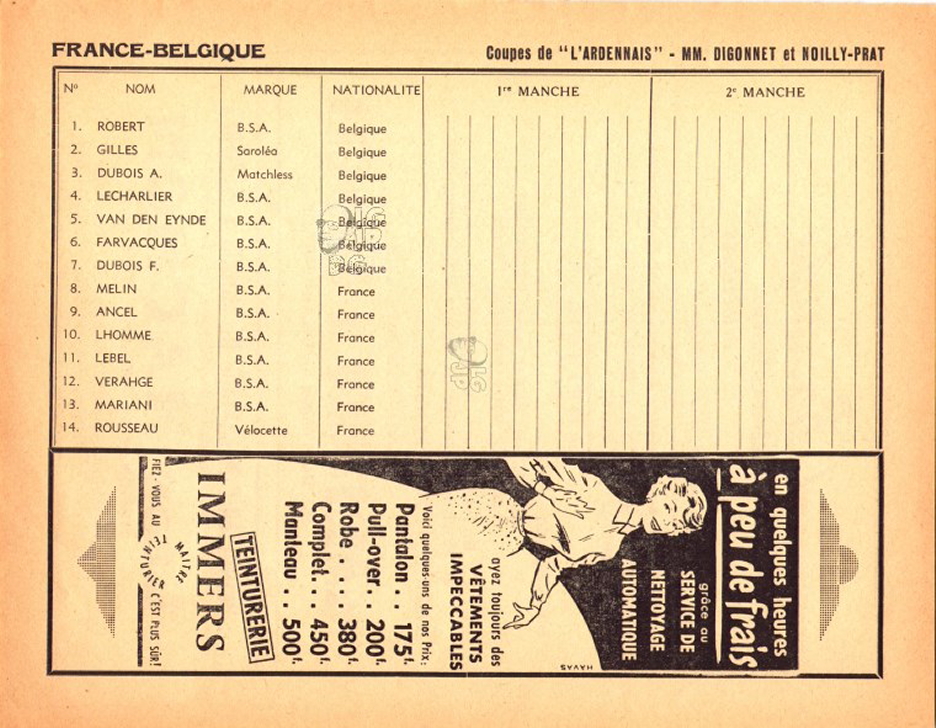 FRANCE-BELGIQUE
Coupes de "L'ARDENNAIS" - MM. DIGONNET et NOILLY-PRAT
N° NOM MARQUE NATIONALITE 1re MANCHE 2e MANCHE
1. ROBERT B.S.A. Belgique
2. GILLES Saroléa Belgique
3. DUBOIS A. Matchless Belgique
4. LECHARLIER B.S.A. Belgique
5. VAN DEN EYNDE B.S.A. Belgique
6. FARVACQUES B.S.A. Belgique
7. DUBOIS F. B.S.A. Belgique
8. MELIN B.S.A. France
9. ANCEL B.S.A. France
10. LHOMME B.S.A. France
11. LEBEL B.S.A. France
12. VERAHGE B.S.A. France
13. MARIANI B.S.A. France
14. ROUSSEAU Vélocette France
en quelques heures
à peu de frais
grâce au
SERVICE DE
NETTOYAGE
AUTOMATIQUE
HAVAS
ayez toujours des
VÊTEMENTS
IMPECCABLES
Voici quelques-uns de nos Prix :
Pantalon . . 175f.
Pull-over . . 200f.
Robe . . . . 380f.
Complet. . . 450f.
Manteau . . 500f.
TEINTURERIE
IMMERS
FIEZ-VOUS AU MAITRE TEINTURIER C'EST PLUS SÛR!